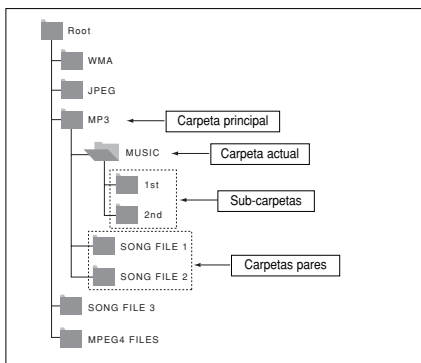 Root
WMA
JPEG
MP3
Carpeta principal
MUSIC
Carpeta actual
1st
2nd
Sub-carpetas
SONG FILE 1
SONG FILE 2
Carpetas pares
SONG FILE 3
MPEG4 FILES